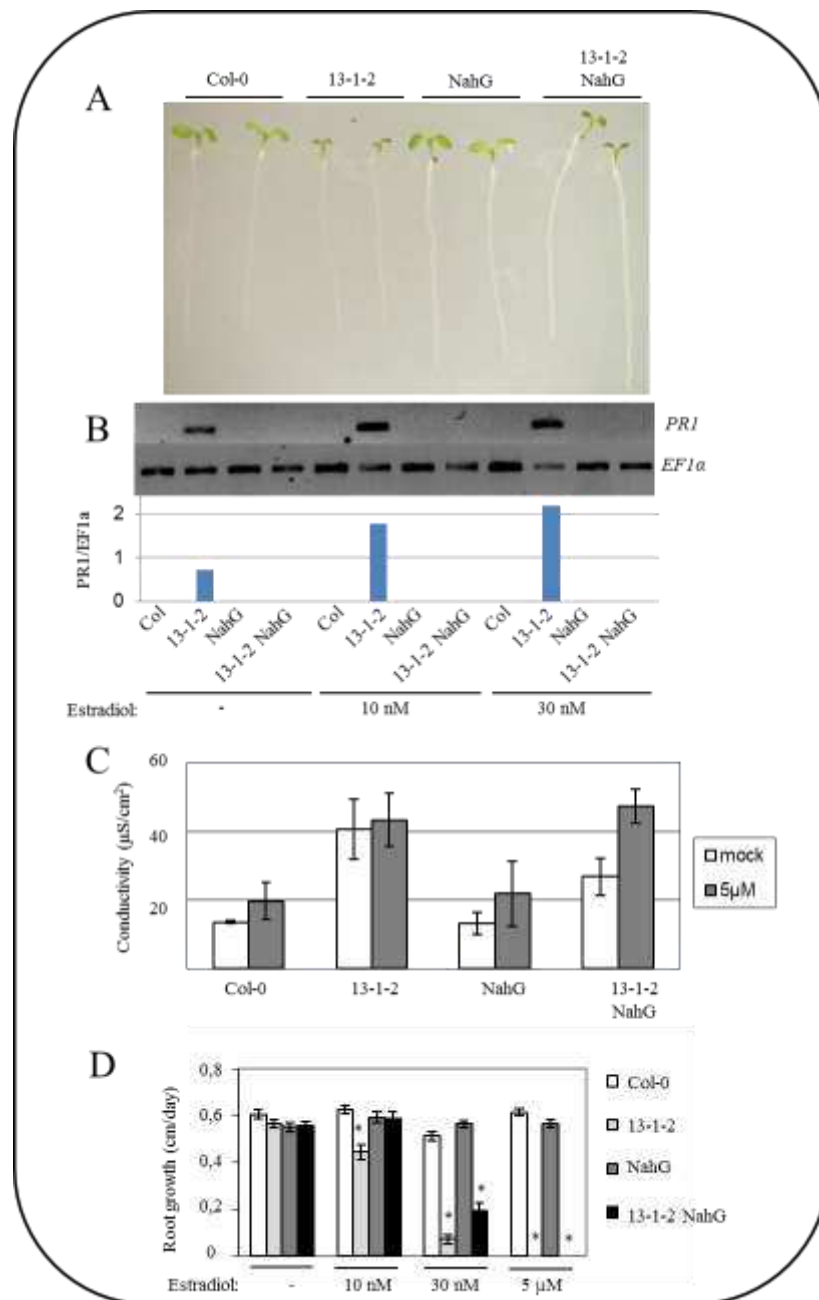 A
Col-0 13-1-2 NahG 13-1-2 NahG
B
PR1
EF1α
PR1/EF1a
2
1
0
Col 13-1-2 NahG 13-1-2 NahG Col 13-1-2 NahG 13-1-2 NahG Col 13-1-2 NahG 13-1-2 NahG
Estradiol: - 10 nM 30 nM
C
Conductivity (µS/cm²)
60
40
20
mock
5µM
Col-0 13-1-2 NahG 13-1-2 NahG
D
Root growth (cm/day)
0,8
0,6
0,4
0,2
0
* * * * *
Col-0
13-1-2
NahG
13-1-2 NahG
Estradiol: - 10 nM 30 nM 5 µM